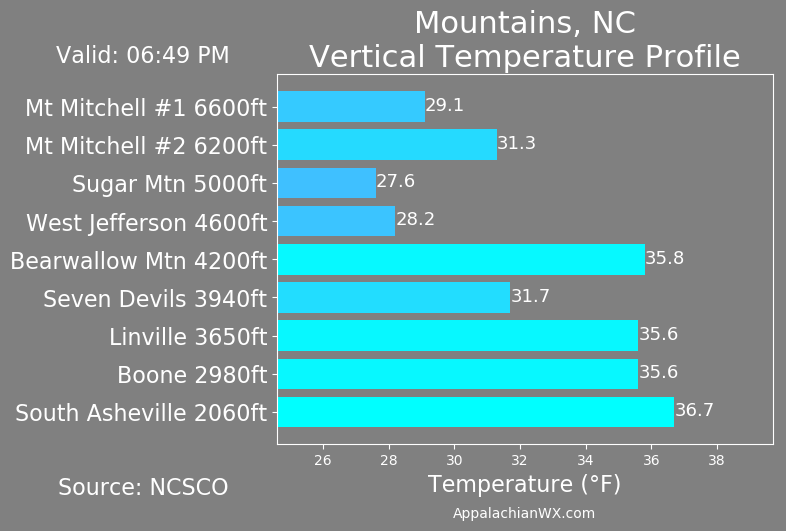 Mountains, NC
Vertical Temperature Profile
Valid: 06:49 PM
Mt Mitchell #1 6600ft 29.1
Mt Mitchell #2 6200ft 31.3
Sugar Mtn 5000ft 27.6
West Jefferson 4600ft 28.2
Bearwallow Mtn 4200ft 35.8
Seven Devils 3940ft 31.7
Linville 3650ft 35.6
Boone 2980ft 35.6
South Asheville 2060ft 36.7
26 28 30 32 34 36 38
Temperature (°F)
Source: NCSCO
AppalachianWX.com